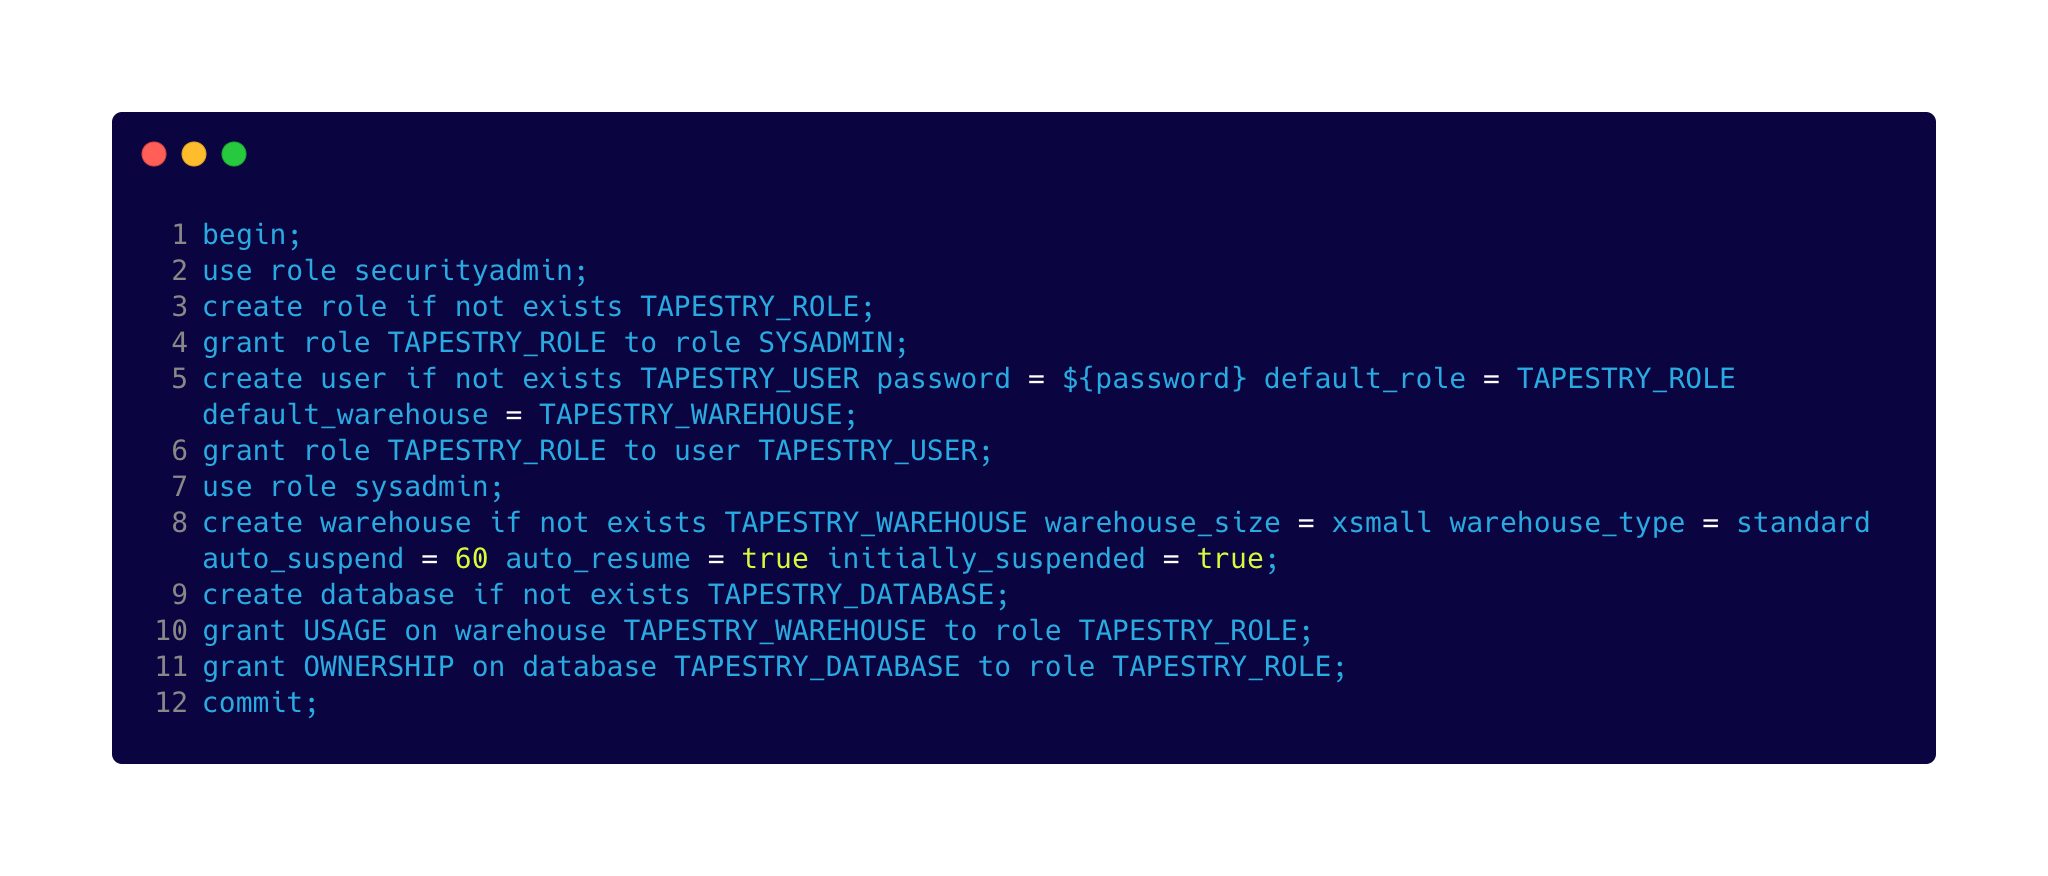 1 begin;
2 use role securityadmin;
3 create role if not exists TAPESTRY_ROLE;
4 grant role TAPESTRY_ROLE to role SYSADMIN;
5 create user if not exists TAPESTRY_USER password = ${password} default_role = TAPESTRY_ROLE
default_warehouse = TAPESTRY_WAREHOUSE;
6 grant role TAPESTRY_ROLE to user TAPESTRY_USER;
7 use role sysadmin;
8 create warehouse if not exists TAPESTRY_WAREHOUSE warehouse_size = xsmall warehouse_type = standard
auto_suspend = 60 auto_resume = true initially_suspended = true;
9 create database if not exists TAPESTRY_DATABASE;
10 grant USAGE on warehouse TAPESTRY_WAREHOUSE to role TAPESTRY_ROLE;
11 grant OWNERSHIP on database TAPESTRY_DATABASE to role TAPESTRY_ROLE;
12 commit;